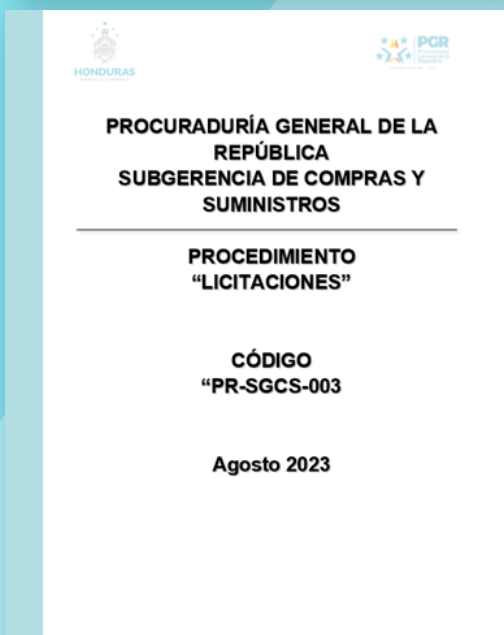 HONDURAS
PGR
PROCURADURÍA GENERAL DE LA
REPÚBLICA
SUBGERENCIA DE COMPRAS Y
SUMINISTROS
PROCEDIMIENTO
“LICITACIONES”
CÓDIGO
“PR-SGCS-003
Agosto 2023